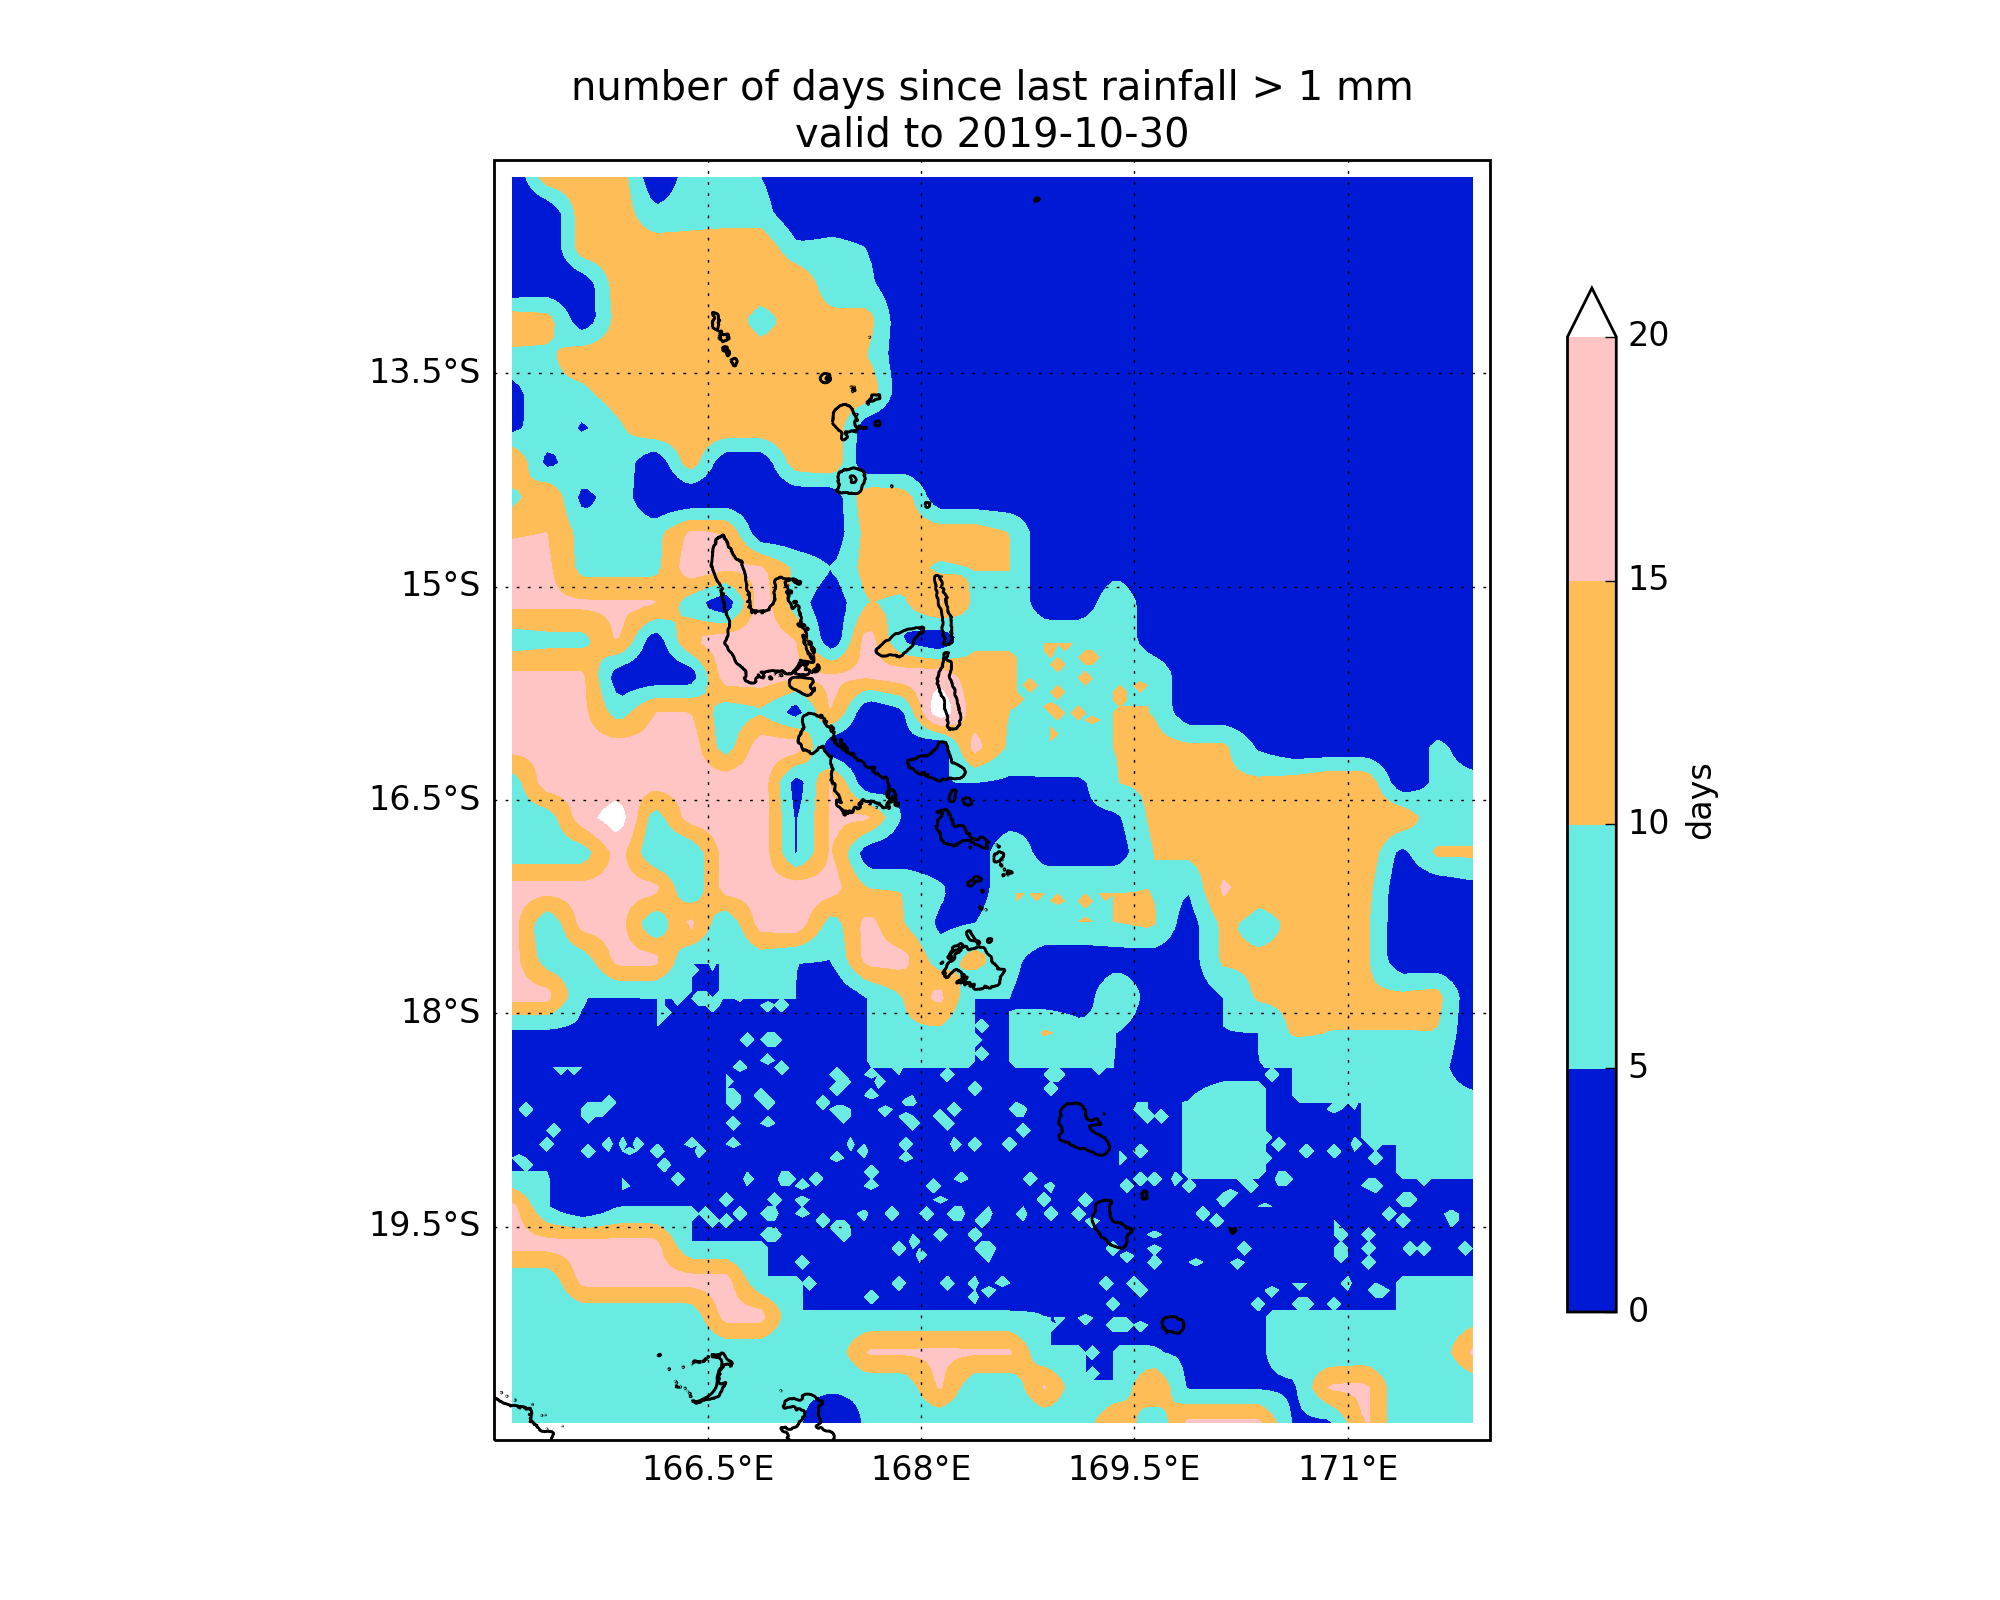 number of days since last rainfall > 1 mm
valid to 2019-10-30
13.5°S
15°S
16.5°S
18°S
19.5°S
166.5°E
168°E
169.5°E
171°E
20
15
10
5
0
days